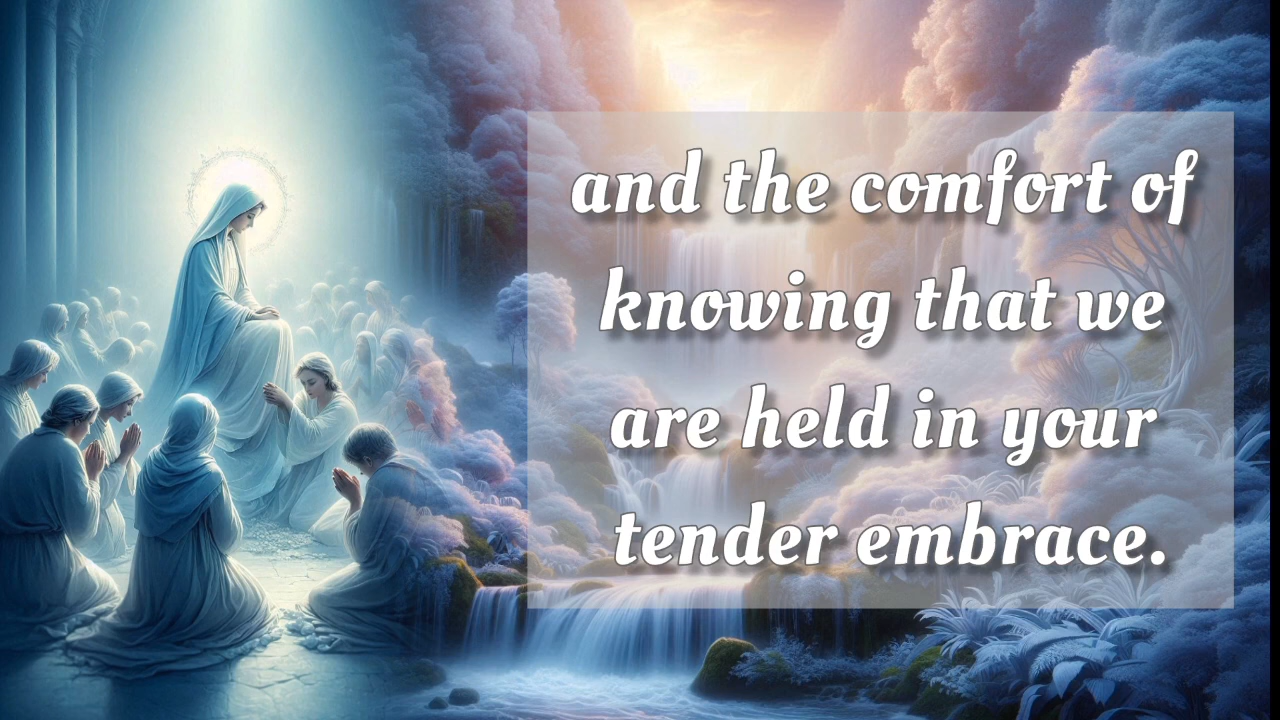 and the comfort of
knowing that we
are held in your
tender embrace.